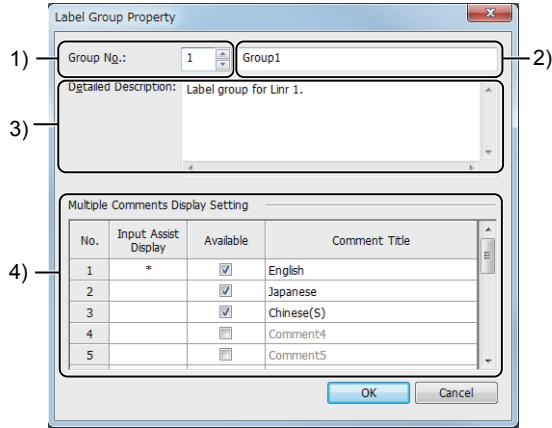 Label Group Property
1)
Group No.:
1
Group1
2)
Detailed Description:
Label group for Linr 1.
3)
Multiple Comments Display Setting
No. Input Assist Display Available Comment Title
4)
1 * English
2 Japanese
3 Chinese(S)
4 Comment4
5 Comment5
OK Cancel